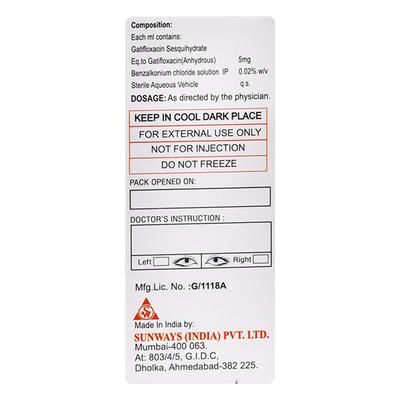 Composition:
Each ml contains:
Gatifloxacin Sesquihydrate
Eq.to Gatifloxacin(Anhydrous) 5mg
Benzalkonium chloride solution IP 0.02% w/v
Sterile Aqueous Vehicle q.s.
DOSAGE: As directed by the physician.
KEEP IN COOL DARK PLACE
FOR EXTERNAL USE ONLY
NOT FOR INJECTION
DO NOT FREEZE
PACK OPENED ON:
DOCTOR'S INSTRUCTION :
Left Right
Mfg.Lic. No. :G/1118A
Made In India by:
SUNWAYS (INDIA) PVT. LTD.
Mumbai-400 063.
At: 803/4/5, G.I.D.C,
Dholka, Ahmedabad-382 225.